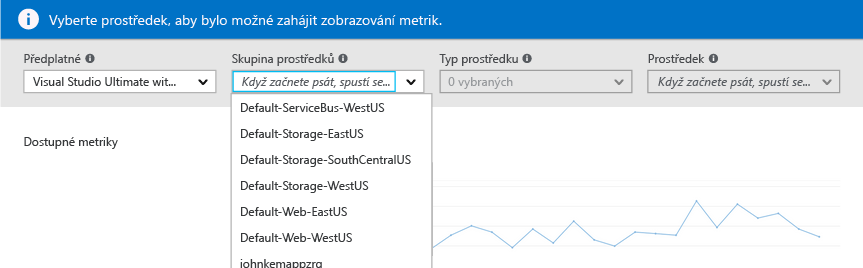 Vyberte prostředek, aby bylo možné zahájit zobrazování metrik.
Předplatné Skupina prostředků Typ prostředku Prostředek
Visual Studio Ultimate wit... Když začnete psát, spustí se... 0 vybraných Když začnete psát, spustí se...
Default-ServiceBus-WestUS
Default-Storage-EastUS
Dostupné metriky
Default-Storage-SouthCentralUS
Default-Storage-WestUS
Default-Web-EastUS
Default-Web-WestUS
johnkemappzrg